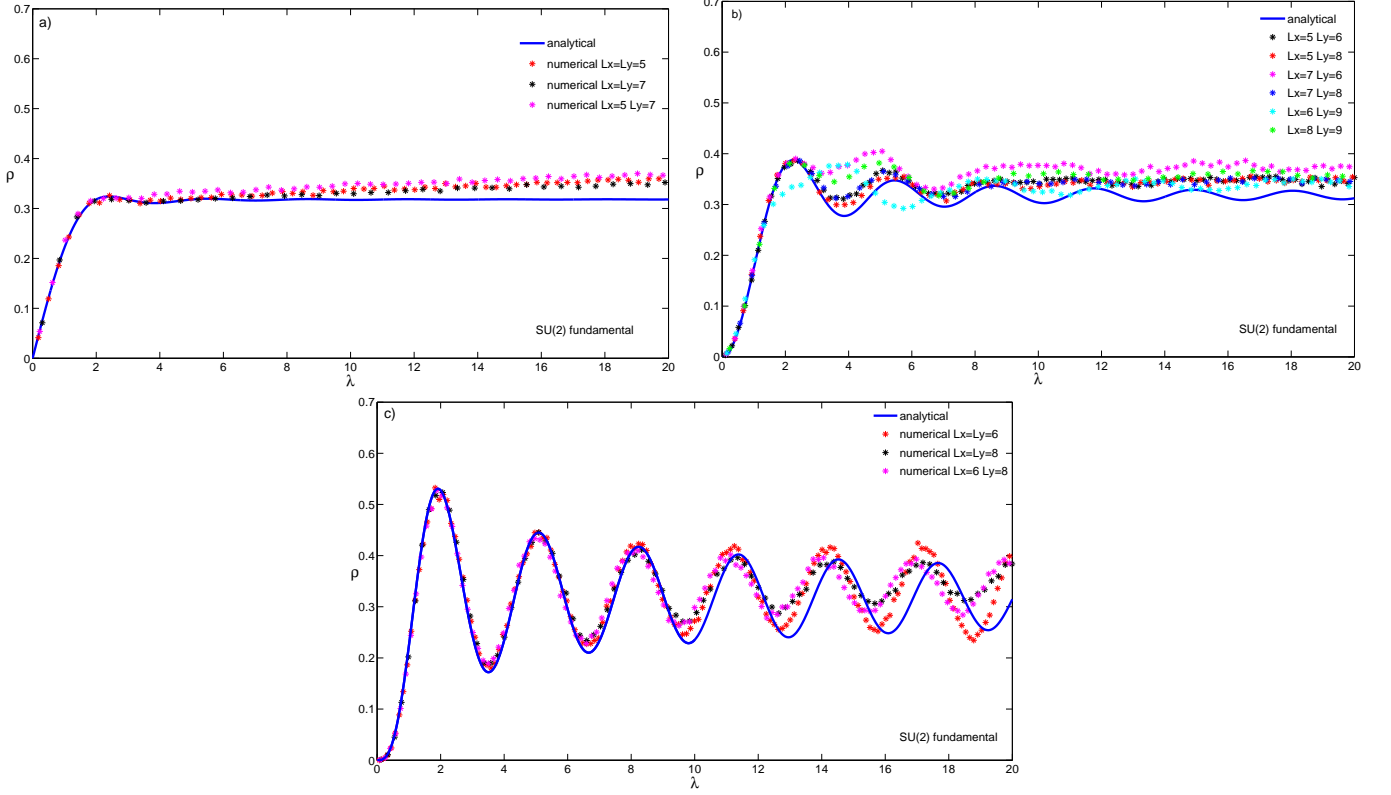 a)
0.7
0.6
0.5
0.4
0.3
0.2
0.1
0
ρ
analytical
numerical Lx=Ly=5
numerical Lx=Ly=7
numerical Lx=5 Ly=7
SU(2) fundamental
0 2 4 6 8 10 12 14 16 18 20
λ
b)
0.7
0.6
0.5
0.4
0.3
0.2
0.1
0
ρ
analytical
Lx=5 Ly=6
Lx=5 Ly=8
Lx=7 Ly=6
Lx=7 Ly=8
Lx=6 Ly=9
Lx=8 Ly=9
SU(2) fundamental
0 2 4 6 8 10 12 14 16 18 20
λ
c)
0.7
0.6
0.5
0.4
0.3
0.2
0.1
0
ρ
analytical
numerical Lx=Ly=6
numerical Lx=Ly=8
numerical Lx=6 Ly=8
SU(2) fundamental
0 2 4 6 8 10 12 14 16 18 20
λ